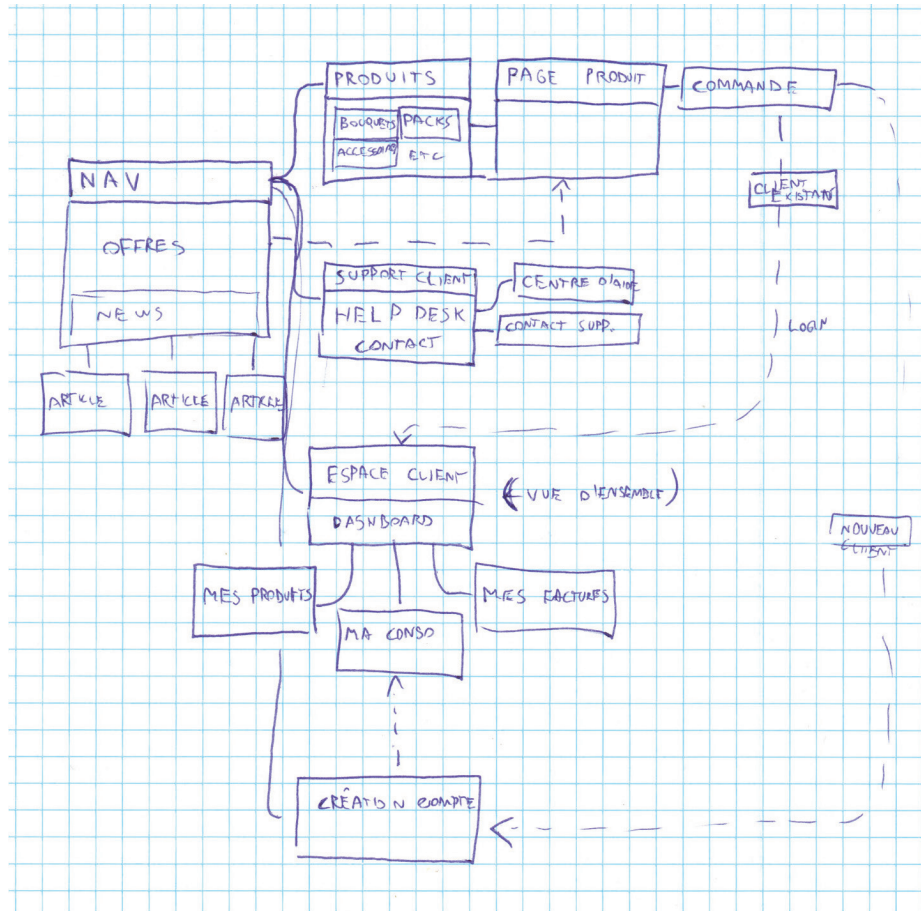 PRODUITS
PAGE PRODUIT
COMMANDE
BOUQUETS
PACKS
ACCESSOIRES
ETC
NAV
CLIENT
EXISTANT
OFFRES
SUPPORT CLIENT
CENTRE D'AIDE
NEWS
HELP DESK
CONTACT SUPP.
LOGIN
CONTACT
ARTICLE
ARTICLE
ARTICLE
ESPACE CLIENT
(VUE D'ENSEMBLE)
DASHBOARD
NOUVEAU
CLIENT
MES PRODUITS
MES FACTURES
MA CONSO
CRÉATION COMPTE